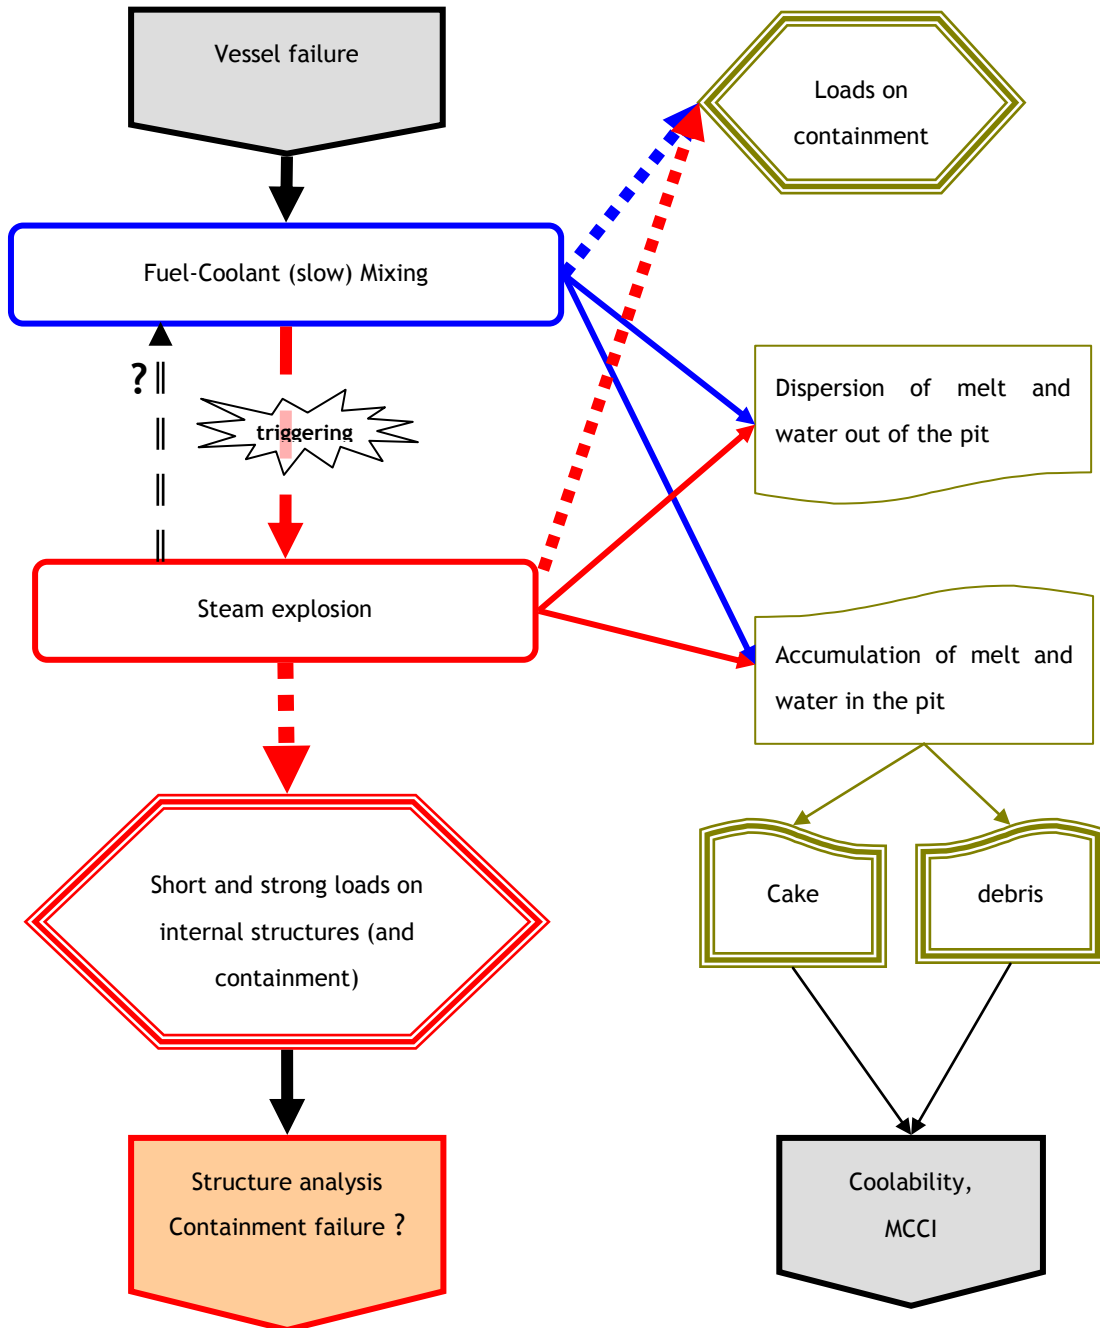 Vessel failure
Loads on
containment
Fuel-Coolant (slow) Mixing
?
triggering
Dispersion of melt and
water out of the pit
Steam explosion
Accumulation of melt and
water in the pit
Short and strong loads on
internal structures (and
containment)
Cake
debris
Structure analysis
Containment failure ?
Coolability,
MCCI